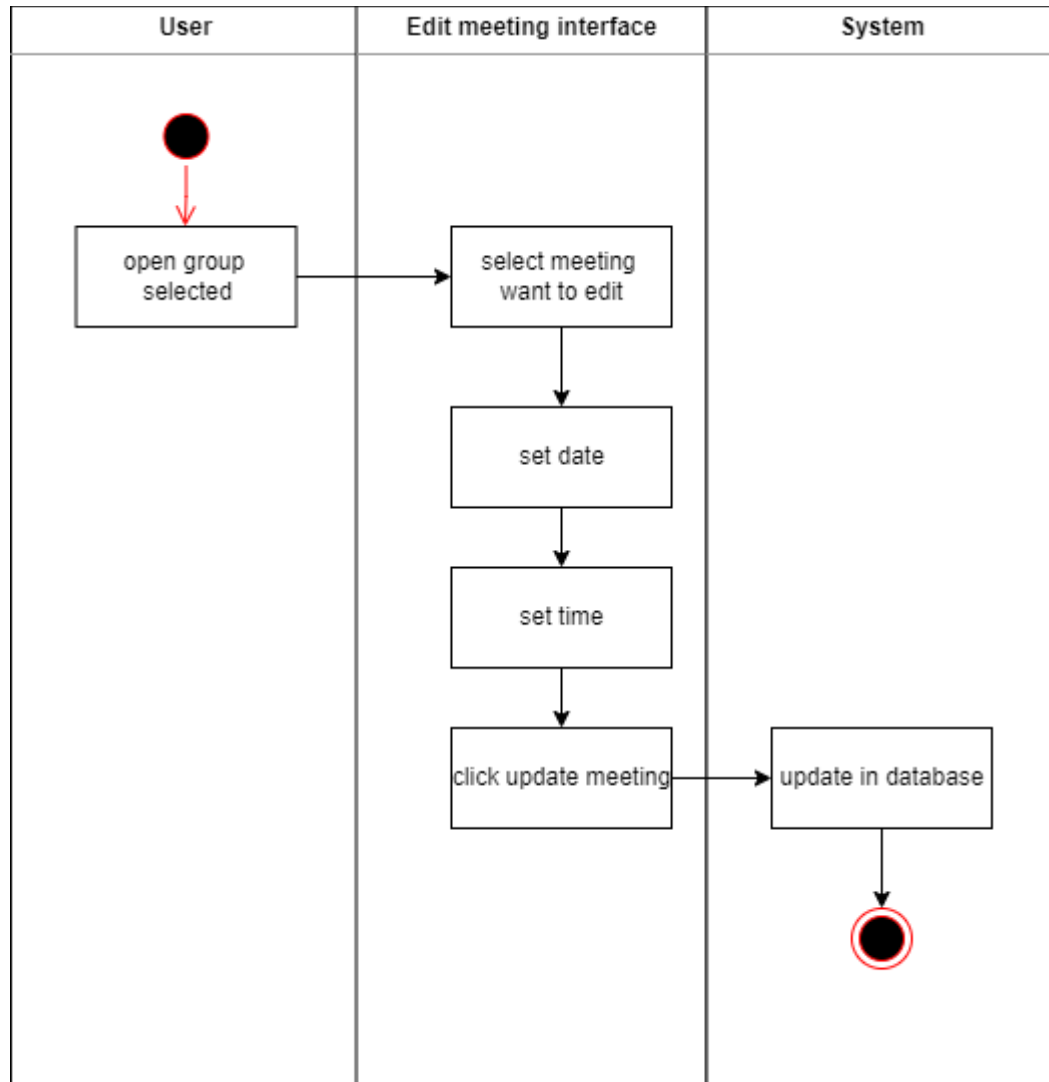 User
Edit meeting interface
System
open group
selected
select meeting
want to edit
set date
set time
click update meeting
update in database